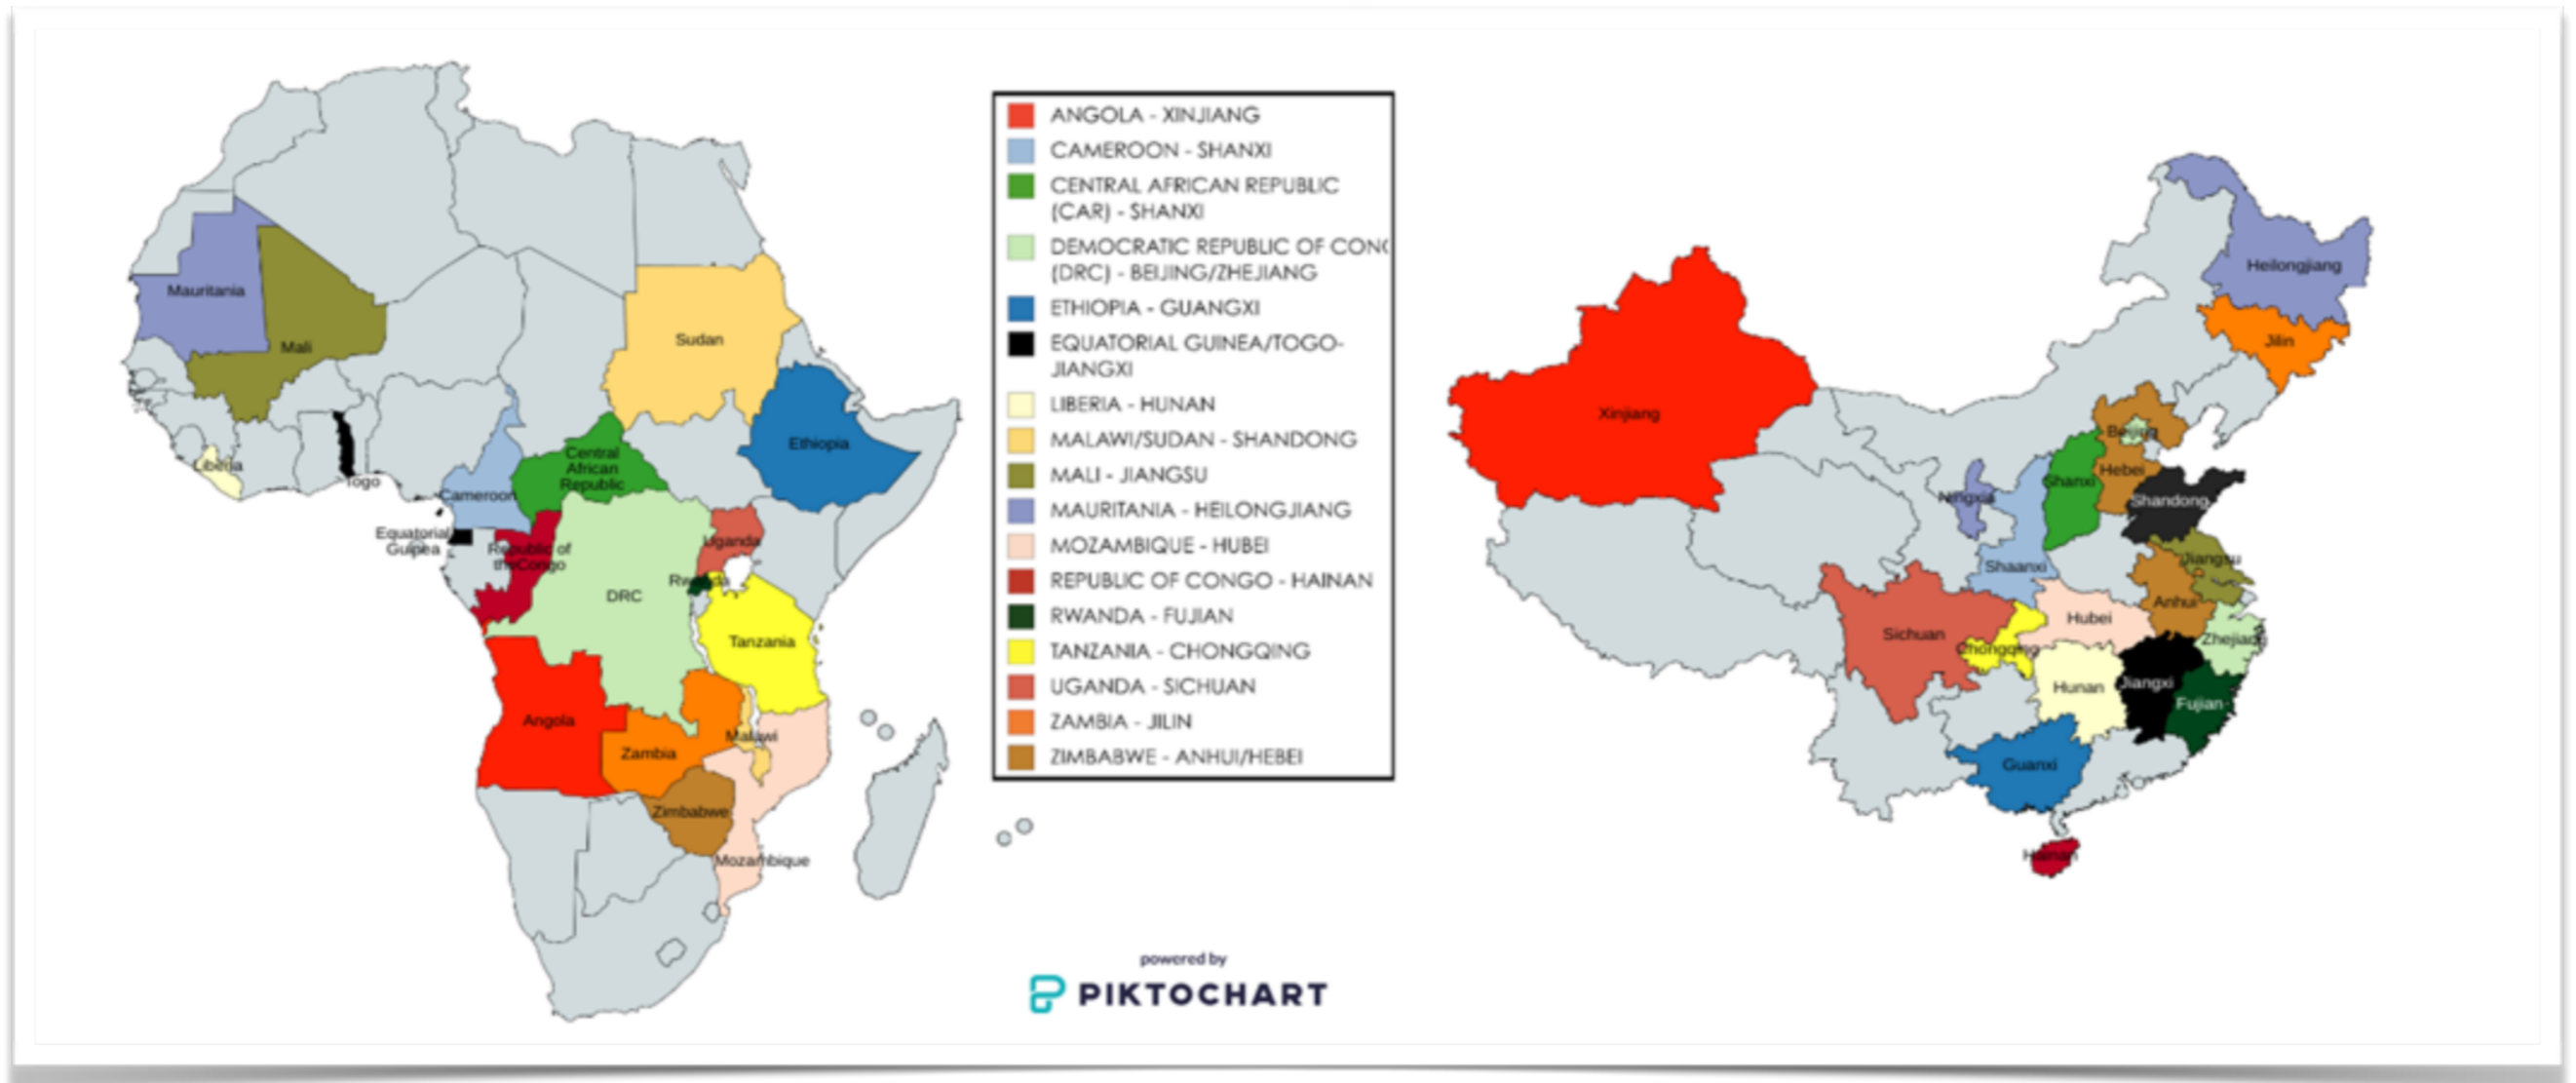 Mauritania
Mali
Sudan
Ethiopia
Liberia
Togo
Cameroon
Central
African
Republic
Equatorial
Guinea
Republic of
the Congo
Uganda
Rwanda
DRC
Tanzania
Angola
Zambia
Malawi
Zimbabwe
Mozambique
ANGOLA - XINJIANG
CAMEROON - SHANXI
CENTRAL AFRICAN REPUBLIC
(CAR) - SHANXI
DEMOCRATIC REPUBLIC OF CONG
(DRC) - BEIJING/ZHEJIANG
ETHIOPIA - GUANGXI
EQUATORIAL GUINEA/TOGO-
JIANGXI
LIBERIA - HUNAN
MALAWI/SUDAN - SHANDONG
MALI - JIANGSU
MAURITANIA - HEILONGJIANG
MOZAMBIQUE - HUBEI
REPUBLIC OF CONGO - HAINAN
RWANDA - FUJIAN
TANZANIA - CHONGQING
UGANDA - SICHUAN
ZAMBIA - JILIN
ZIMBABWE - ANHUI/HEBEI
Heilongjiang
Jilin
Xinjiang
Beijing
Hebei
Shanxi
Ningxia
Shandong
Jiangsu
Shaanxi
Anhui
Hubei
Sichuan
Zhejiang
Chongqing
Hunan
Jiangxi
Fujian
Guanxi
Hainan
powered by
PIKTOCHART